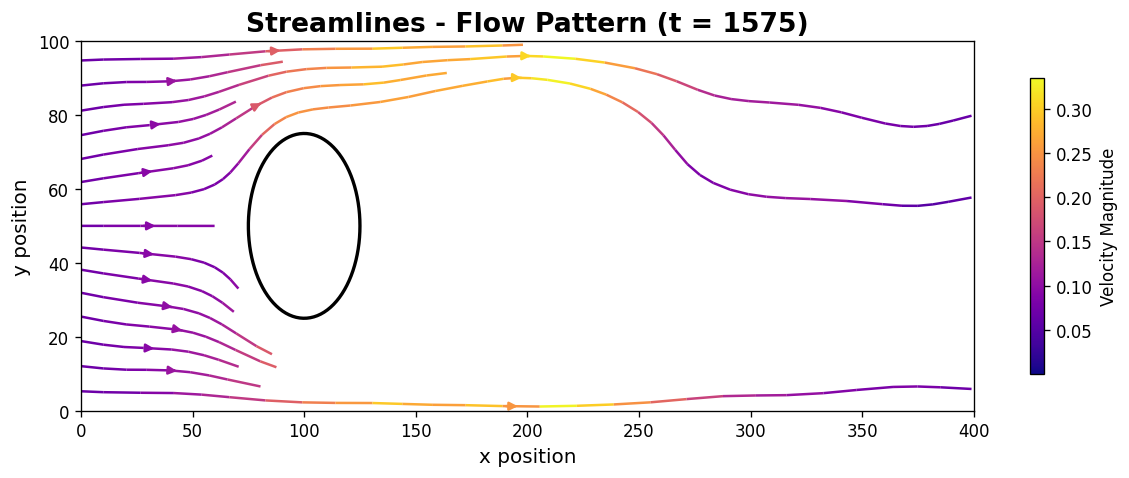 Streamlines - Flow Pattern (t = 1575)
100
80
60
40
20
0
y position
0 50 100 150 200 250 300 350 400
x position
0.30
0.25
0.20
0.15
0.10
0.05
Velocity Magnitude